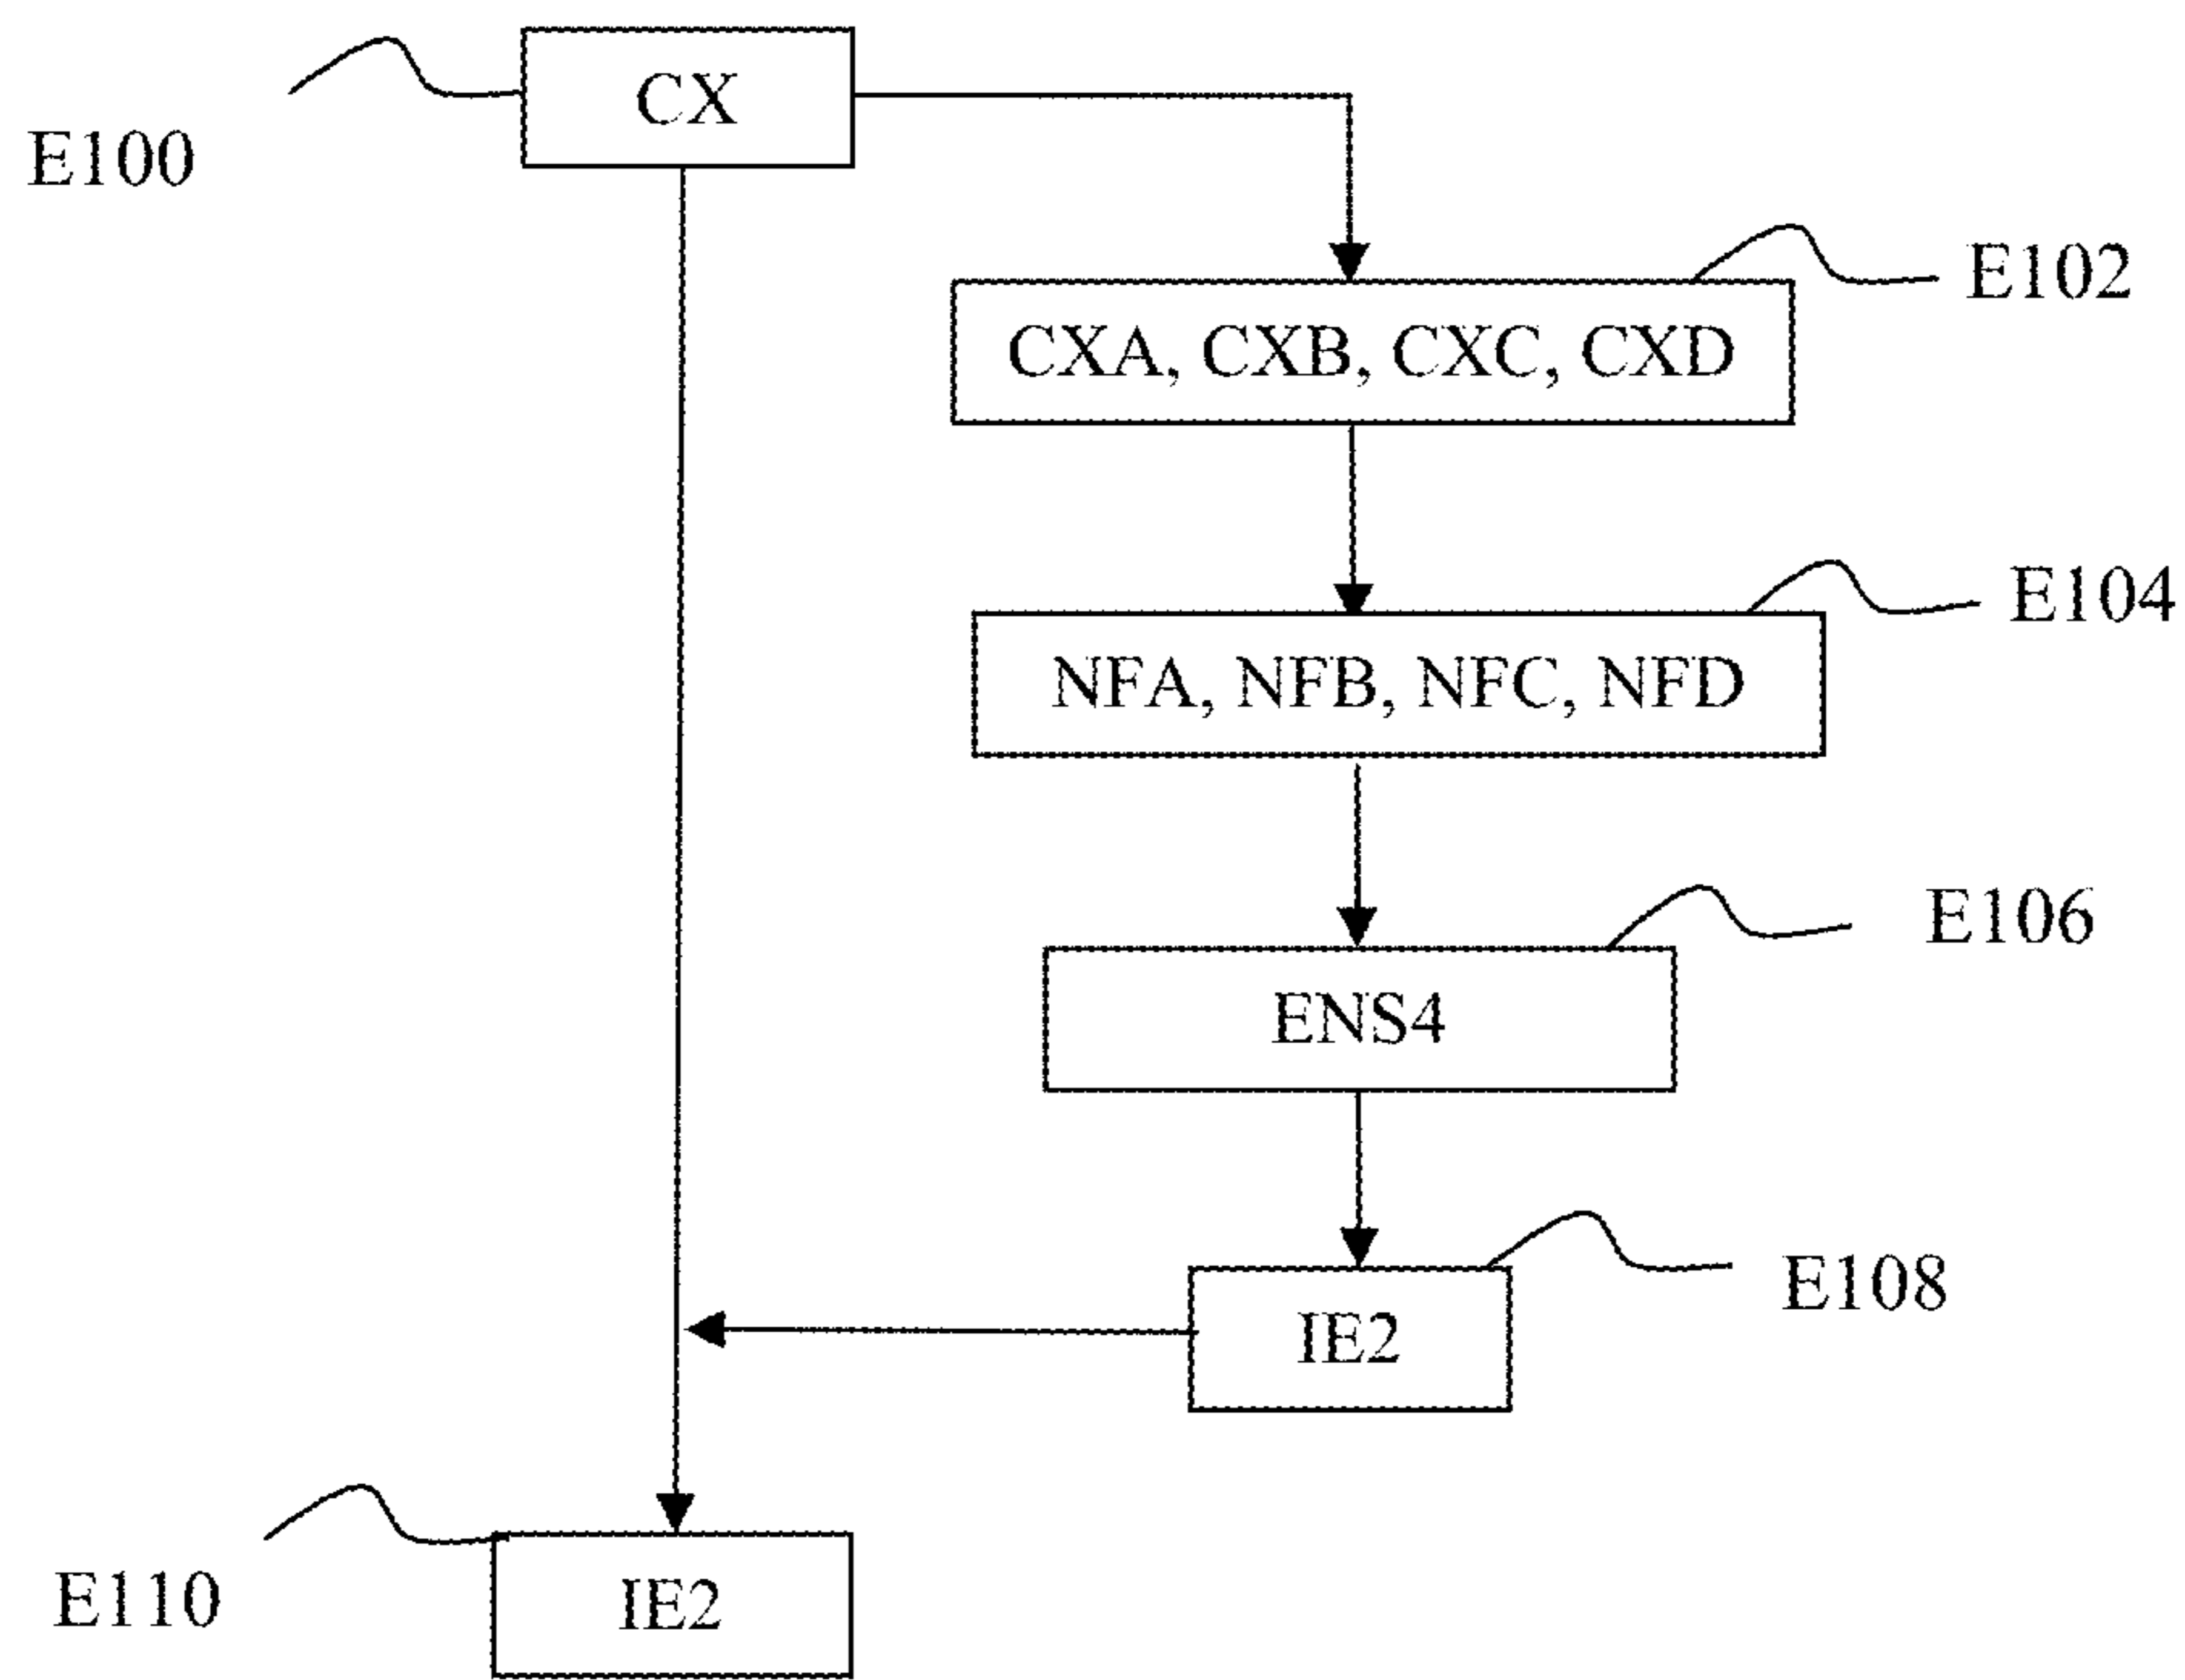 CX
E100
E102
CXA, CXB, CXC, CXD
E104
NFA, NFB, NFC, NFD
E106
ENS4
E108
IE2
E110
IE2